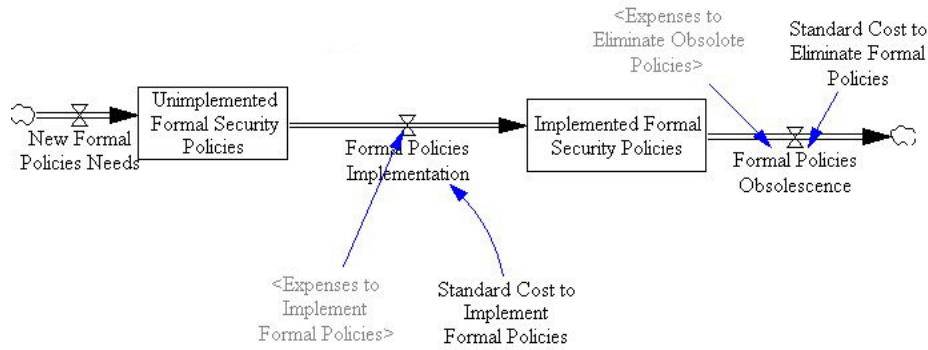 <Expenses to
Eliminate Obsolote
Policies>
Standard Cost to
Eliminate Formal
Policies
New Formal
Policies Needs
Unimplemented
Formal Security
Policies
Formal Policies
Implementation
Implemented Formal
Security Policies
Formal Policies
Obsolescence
<Expenses to
Implement
Formal Policies>
Standard Cost to
Implement
Formal Policies